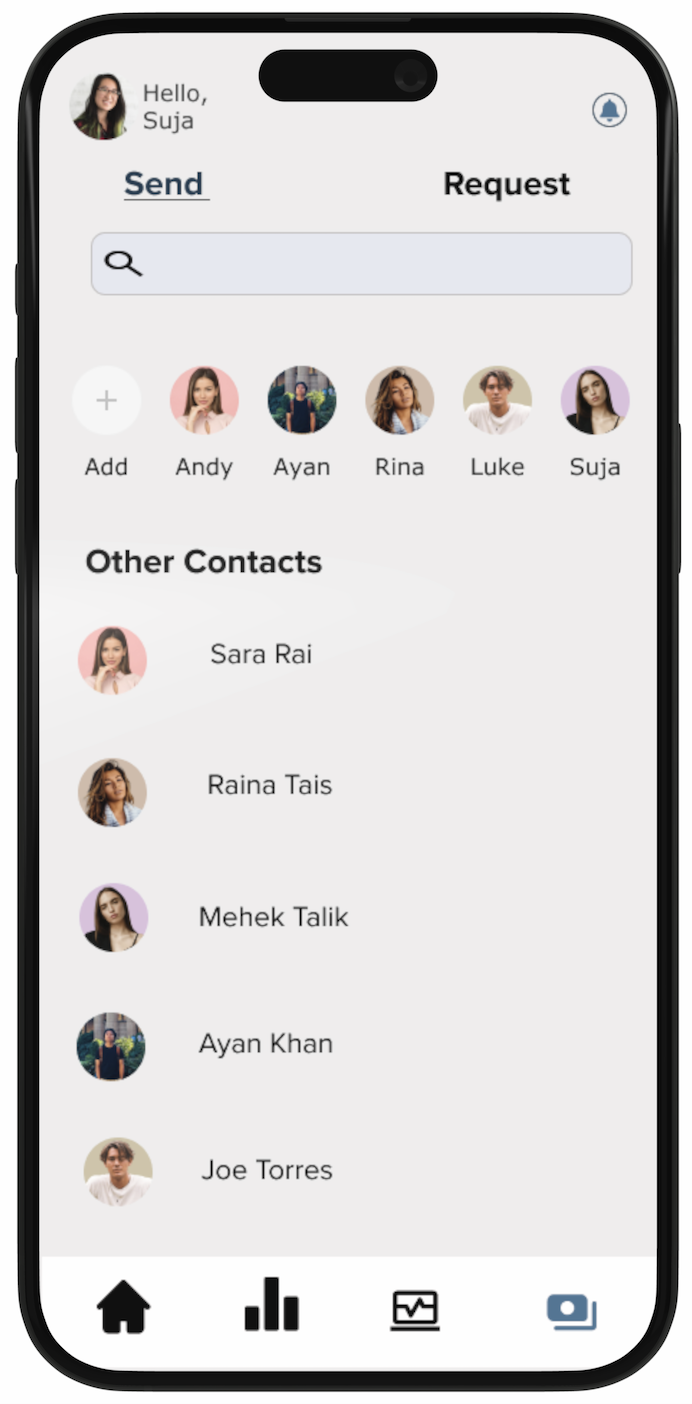 Hello,
Suja
Send
Request
Add
Andy
Ayan
Rina
Luke
Suja
Other Contacts
Sara Rai
Raina Tais
Mehek Talik
Ayan Khan
Joe Torres